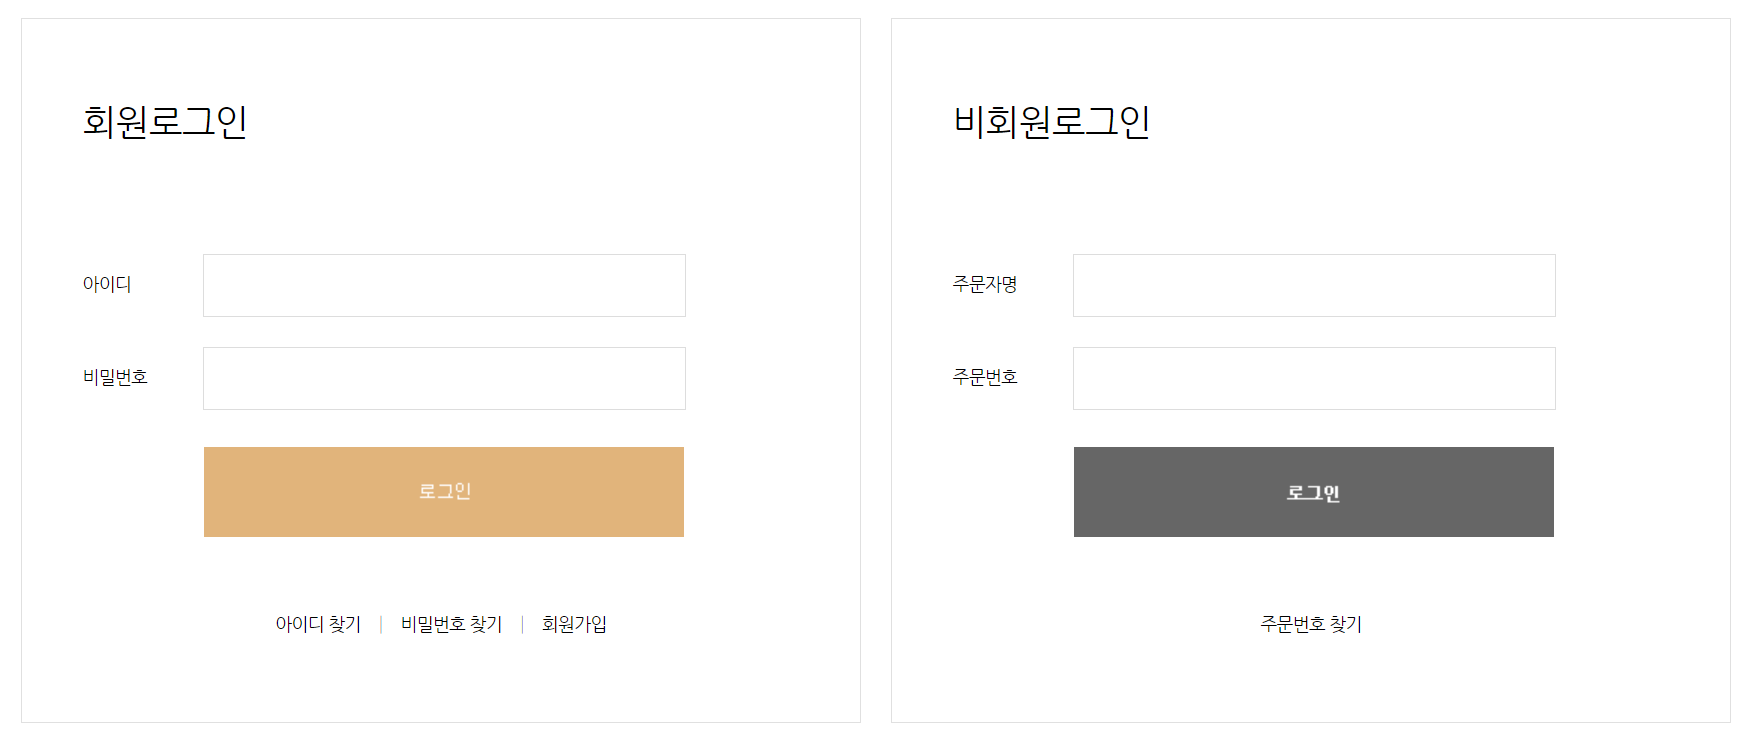 회원로그인
아이디
비밀번호
로그인
아이디 찾기 | 비밀번호 찾기 | 회원가입
비회원로그인
주문자명
주문번호
로그인
주문번호 찾기